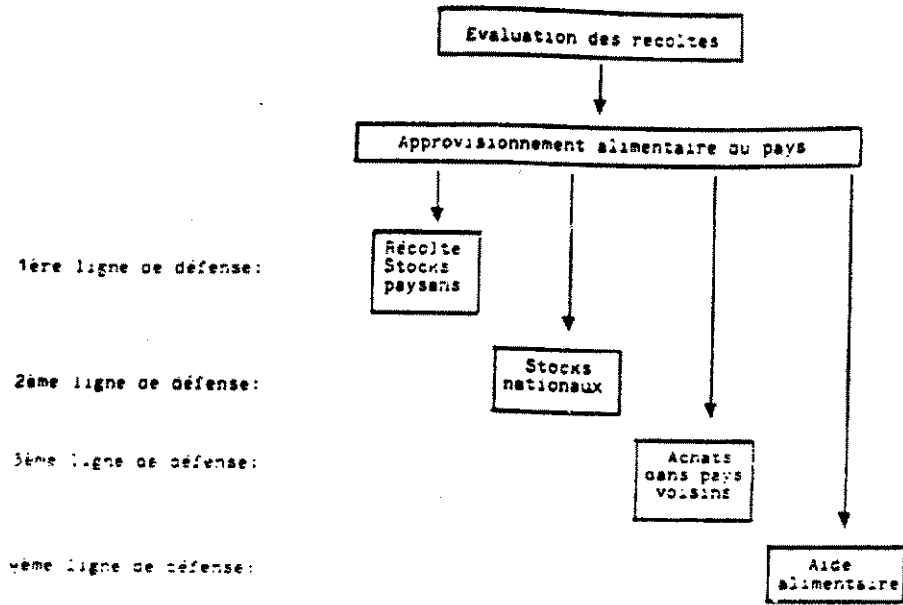 Evaluation des recoltes
Approvisionnement alimentaire du pays
1ère ligne de défense:
Récolte
Stocks
paysans
2ème ligne de défense:
Stocks
nationaux
3ème ligne de défense:
Achats
dans pays
voisins
4ème ligne de défense:
Aide
alimentaire